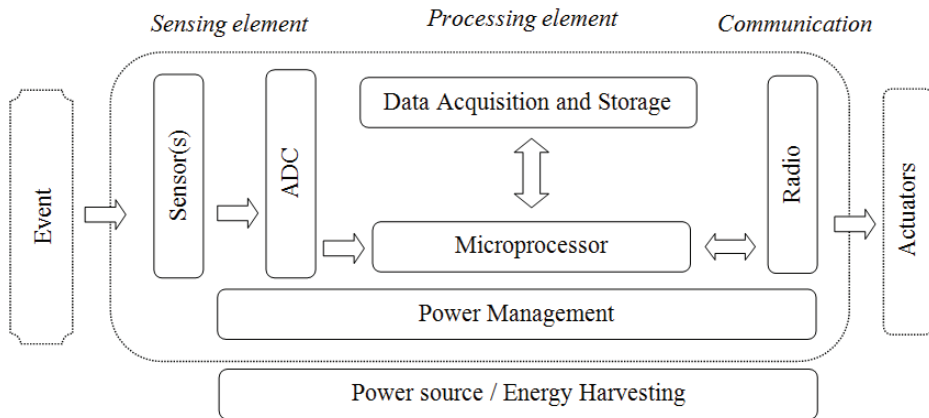 Sensing element
Processing element
Communication
Event
Sensor(s)
ADC
Data Acquisition and Storage
Microprocessor
Radio
Actuators
Power Management
Power source / Energy Harvesting